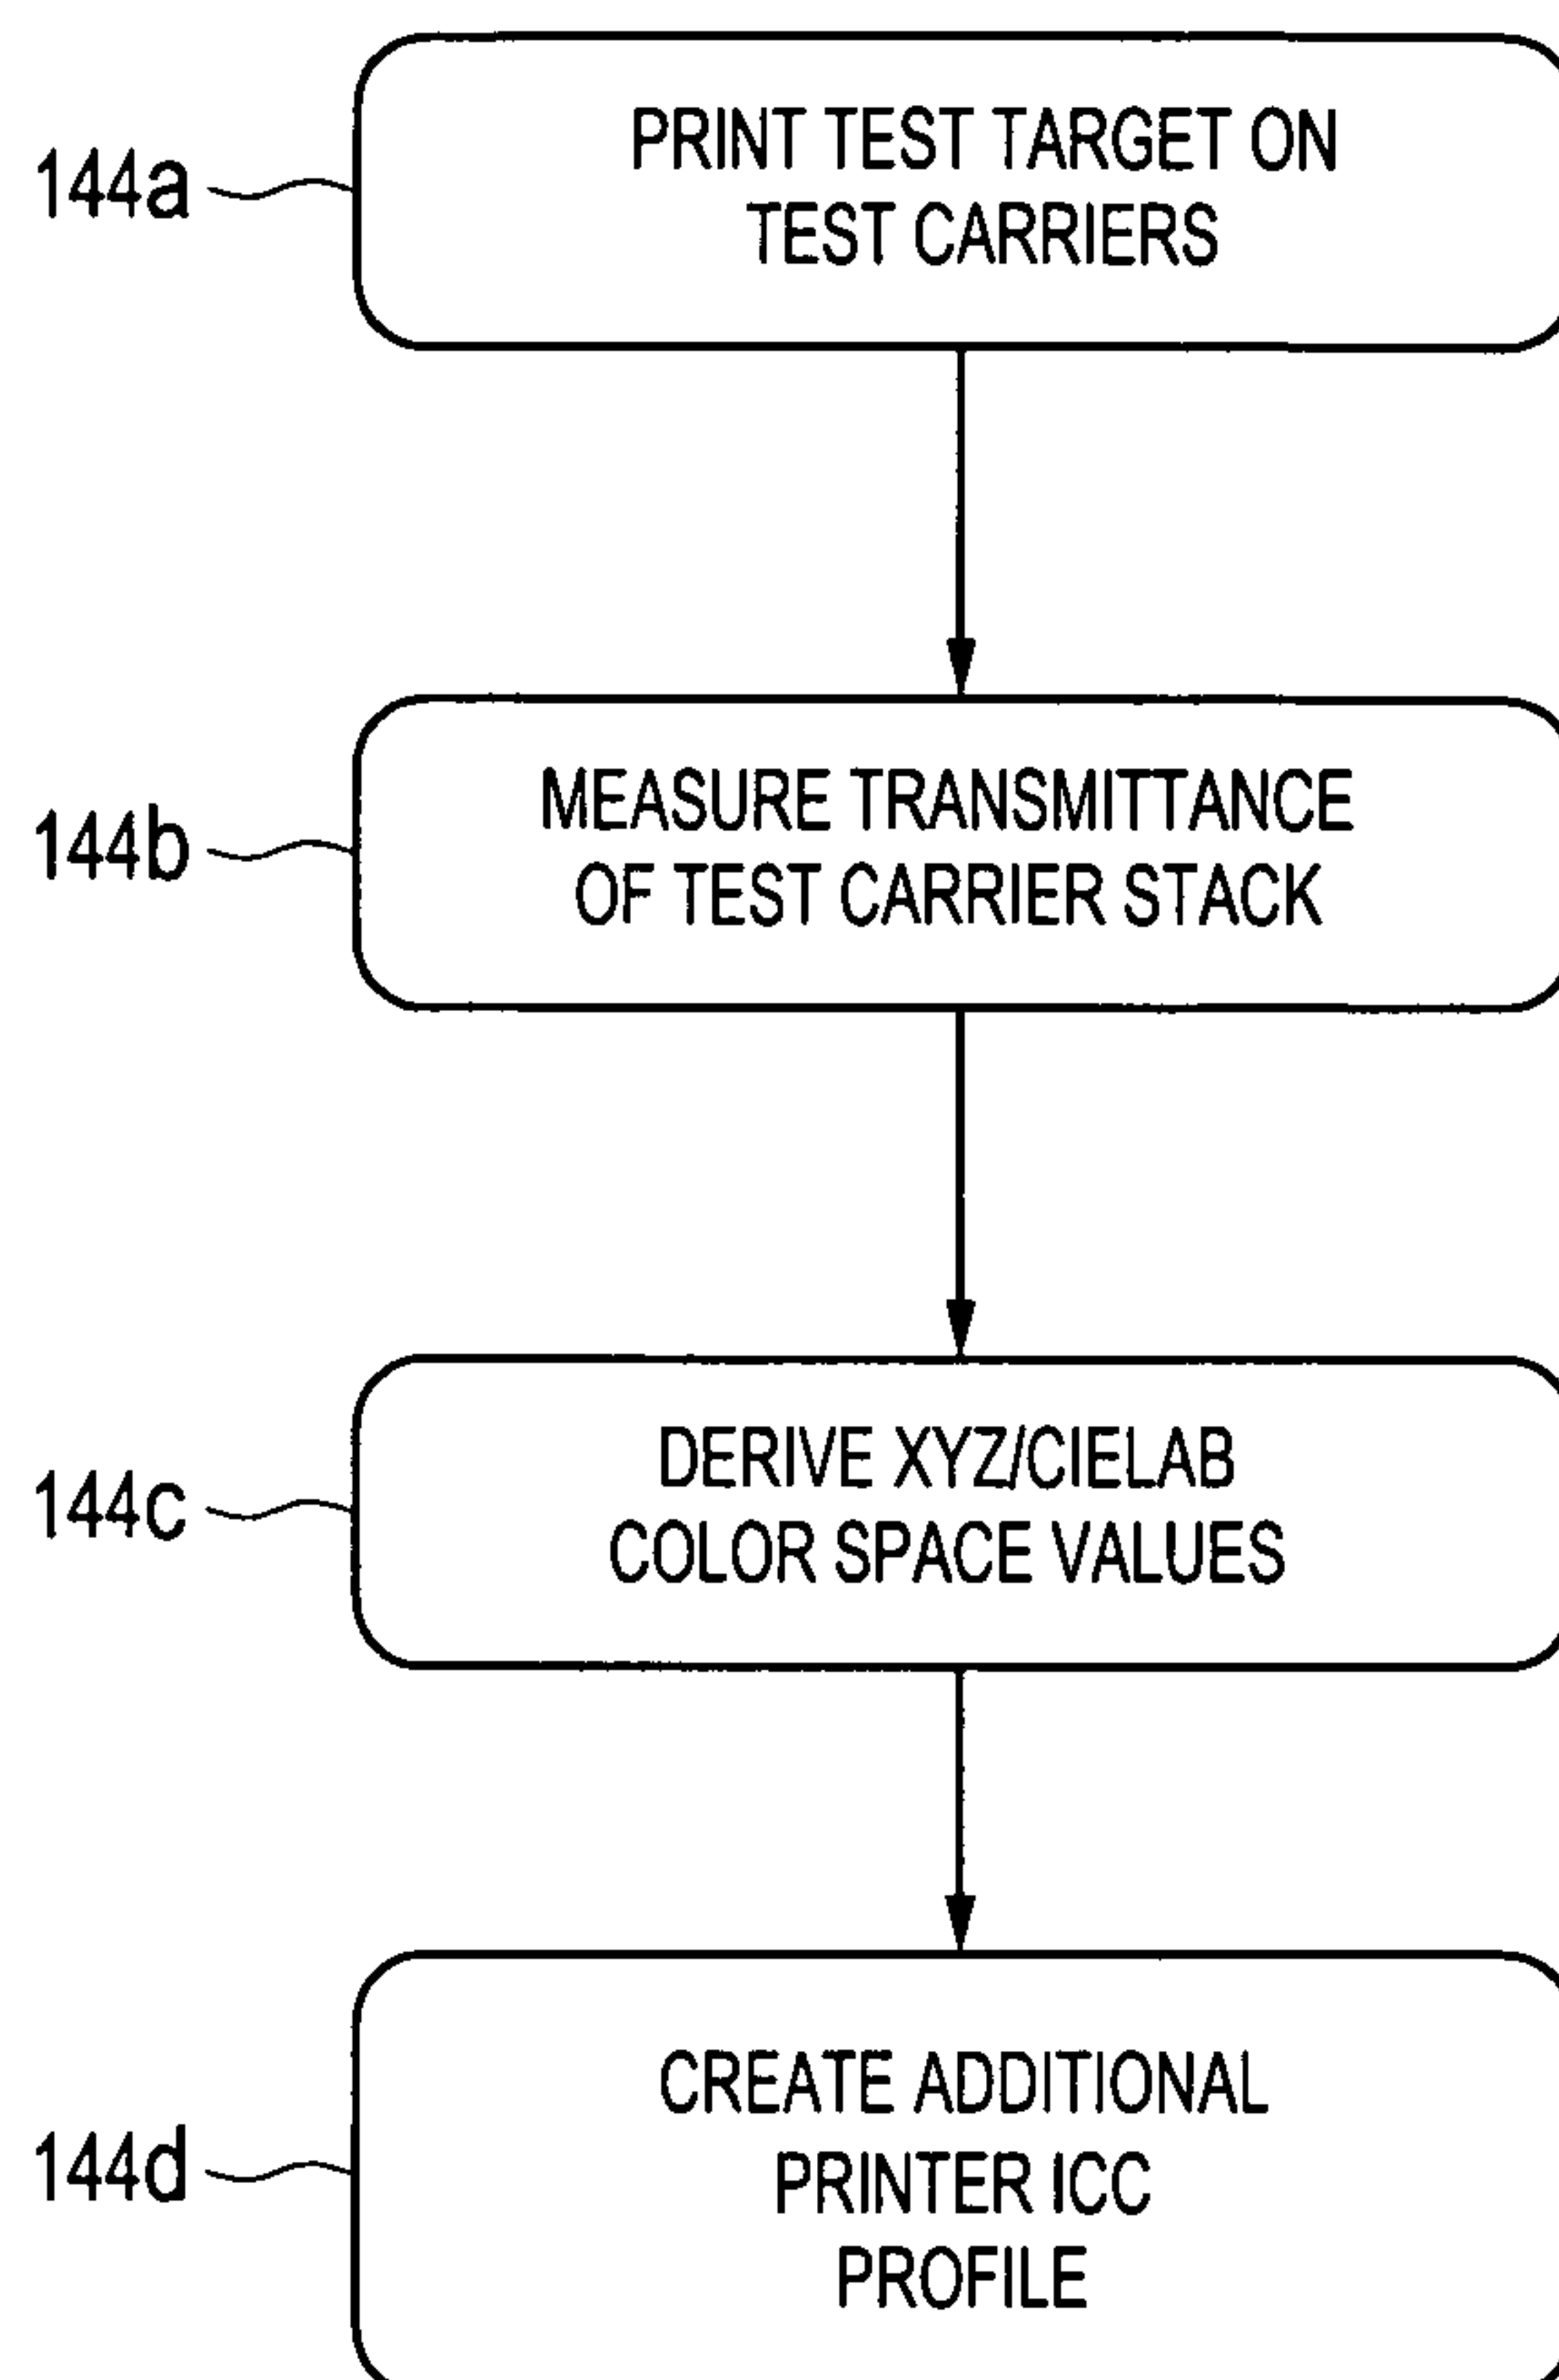 144a
PRINT TEST TARGET ON
TEST CARRIERS
144b
MEASURE TRANSMITTANCE
OF TEST CARRIER STACK
144c
DERIVE XYZ/CIELAB
COLOR SPACE VALUES
144d
CREATE ADDITIONAL
PRINTER ICC
PROFILE